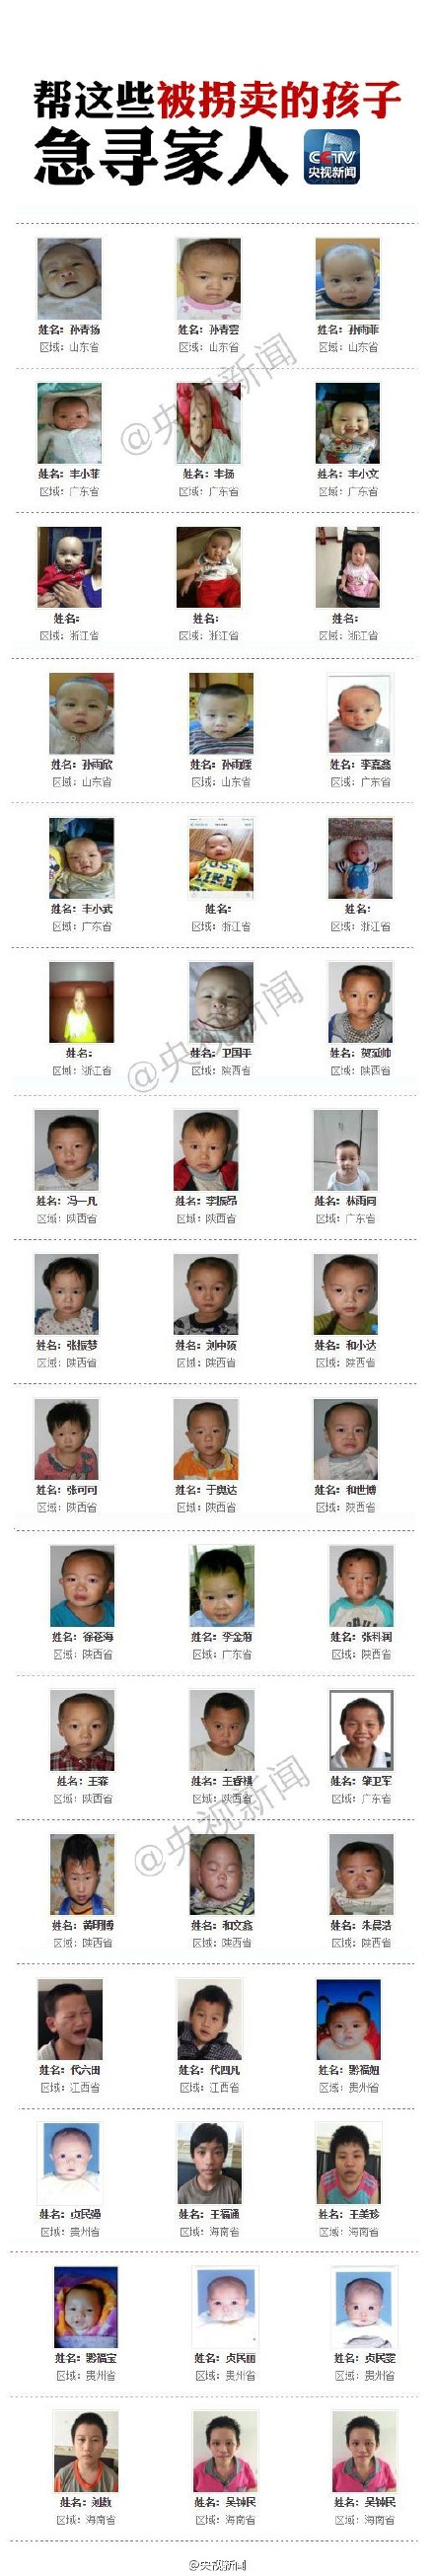 帮这些被拐卖的孩子
急寻家人
CCTV
央视新闻
姓名：孙青扬 姓名：孙青雲 姓名：孙雨菲
区域：山东省 区域：山东省 区域：山东省
@央视新闻
姓名：丰小菲 姓名：丰扬 姓名：丰小文
区域：广东省 区域：广东省 区域：广东省
姓名： 姓名： 姓名：
区域：浙江省 区域：浙江省 区域：浙江省
姓名：孙雨欣 姓名：孙雨 姓名：李嘉鑫
区域：山东省 区域：山东省 区域：广东省
姓名：丰小武 姓名： 姓名：
区域：广东省 区域：浙江省 区域：浙江省
姓名： 姓名：卫国平 姓名：贺延帅
区域：浙江省 区域：陕西省 区域：陕西省
@央视新闻
姓名：冯一凡 姓名：李振昂 姓名：林雨同
区域：陕西省 区域：陕西省 区域：广东省
姓名：张振梦 姓名：刘中硕 姓名：和小达
区域：陕西省 区域：陕西省 区域：陕西省
姓名：张可可 姓名：于奥达 姓名：和世博
区域：陕西省 区域：陕西省 区域：陕西省
姓名：徐苍海 姓名：李金菊 姓名：张科润
区域：陕西省 区域：广东省 区域：陕西省
姓名：王森 姓名：王睿祺 姓名：肇卫军
区域：陕西省 区域：陕西省 区域：广东省
@央视新闻
姓名：黄明博 姓名：和文鑫 姓名：朱晨浩
区域：陕西省 区域：陕西省 区域：陕西省
姓名：代六田 姓名：代四凡 姓名：黔福妞
区域：江西省 区域：江西省 区域：贵州省
姓名：贞民强 姓名：王福通 姓名：王美珍
区域：贵州省 区域：海南省 区域：海南省
姓名：黔福宝 姓名：贞民丽 姓名：贞民雯
区域：贵州省 区域：贵州省 区域：贵州省
姓名：刘数 姓名：吴钟民 姓名：吴钟民
区域：海南省 区域：海南省 区域：海南省
@央视新闻